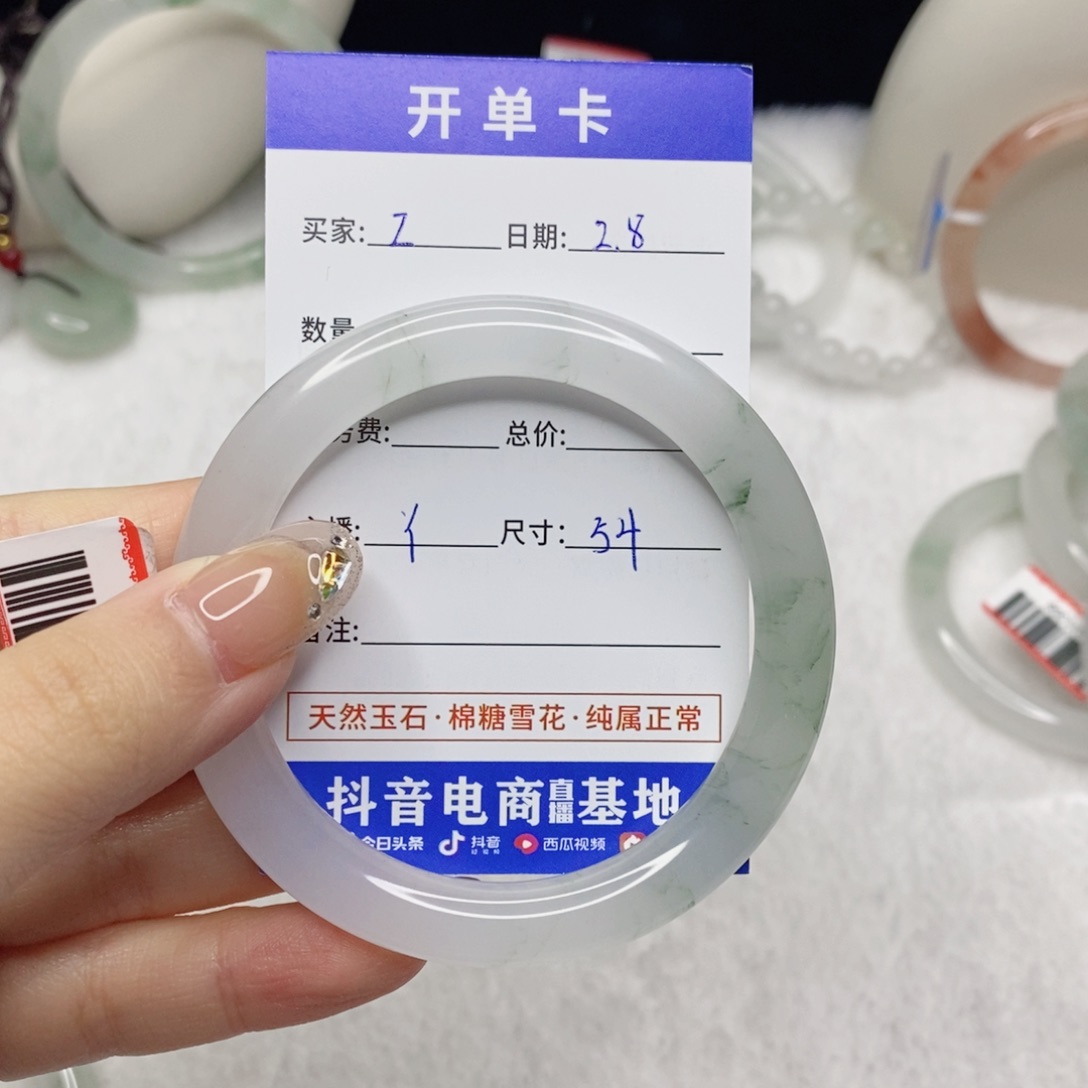 开单卡
买家: Z 日期: 2.8
数量
费: 总价:
播: 丫 尺寸: 54
注:
天然玉石·棉糖雪花·纯属正常
抖音电商直播基地
今日头条 抖音 西瓜视频